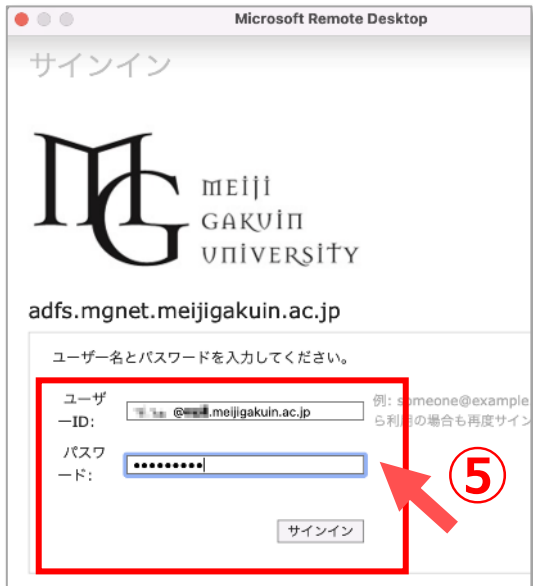 Microsoft Remote Desktop
サインイン
MEIJI
GAKUIN
UNIVERSITY
adfs.mgnet.meijigakuin.ac.jp
ユーザー名とパスワードを入力してください。
ユーザ
ーID:
@
.meijigakuin.ac.jp
例: someone@example
ら利用の場合も再度サイン
パスワ
ード:
•••••••••
⑤
サインイン